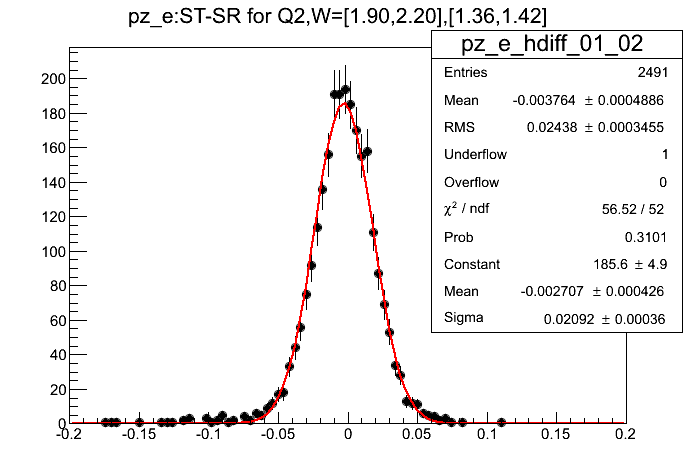 pz_e:ST-SR for Q2,W=[1.90,2.20],[1.36,1.42]
pz_e_hdiff_01_02
Entries 2491
Mean -0.003764 ± 0.0004886
RMS 0.02438 ± 0.0003455
Underflow 1
Overflow 0
χ² / ndf 56.52 / 52
Prob 0.3101
Constant 185.6 ± 4.9
Mean -0.002707 ± 0.000426
Sigma 0.02092 ± 0.00036
200
180
160
140
120
100
80
60
40
20
0
-0.2 -0.15 -0.1 -0.05 0 0.05 0.1 0.15 0.2